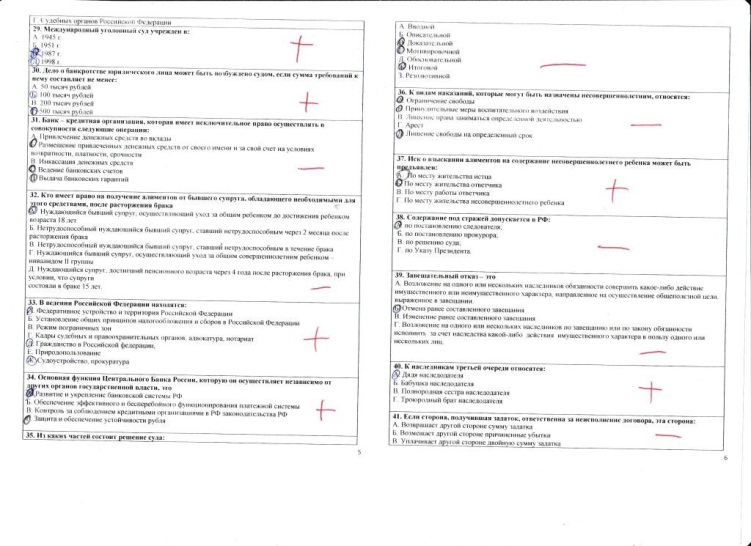 Г. Судебных органов Российской Федерации
29. Международный уголовный суд учрежден в:
А. 1945 г.
Б. 1951 г
1987 г
1998 г.
30. Дело о банкротстве юридического лица может быть возбуждено судом, если сумма требований к
нему составляет не менее:
А. 50 тысяч рублей
Б. 100 тысяч рублей
В. 200 тысяч рублей
500 тысяч рублей
31. Банк – кредитная организация, которая имеет исключительное право осуществлять в
совокупности следующие операции:
А. Привлечение денежных средств во вклады
Размещение привлеченных денежных средств от своего имени и за свой счет на условиях
возвратности, платности, срочности
В. Инкассация денежных средств
Ведение банковских счетов
Выдача банковских гарантий
32. Кто имеет право на получение алиментов от бывшего супруга, обладающего необходимыми для
этого средствами, после расторжения брака
Нуждающийся бывший супруг, осуществляющий уход за общим ребенком до достижения ребенком
возраста 18 лет
Б. Нетрудоспособный нуждающийся бывший супруг, ставший нетрудоспособным через 2 месяца после
расторжения брака
В. Нетрудоспособный нуждающийся бывший супруг, ставший нетрудоспособным в течение брака
Г. Нуждающийся бывший супруг, осуществляющий уход за общим совершеннолетним ребенком –
инвалидом II группы
Д. Нуждающийся супруг, достигший пенсионного возраста через 4 года после расторжения брака, при
условии, что супруги
состояли в браке 15 лет.
33. В ведении Российской Федерации находятся:
Федеративное устройство и территория Российской Федерации
Б. Установление общих принципов налогообложения и сборов в Российской Федерации
В. Режим пограничных зон
Г. Кадры судебных и правоохранительных органов, адвокатура, нотариат
Гражданство в Российской федерации,
Е. Природопользование
Судоустройство, прокуратура
34. Основная функция Центрального Банка России, которую он осуществляет независимо от
других органов государственной власти, это
Развитие и укрепление банковской системы РФ
Б. Обеспечение эффективного и бесперебойного функционирования платежной системы
В. Контроль за соблюдением кредитными организациями в РФ законодательства РФ
Защита и обеспечение устойчивости рубля
35. Из каких частей состоит решение суда:
5
А. Вводной
Б. Описательной
Доказательной
Мотивировочной
Д. Обосновательной
Итоговой
З. Резолютивной
36. К видам наказаний, которые могут быть назначены несовершеннолетним, относятся:
Ограничение свободы
Принудительные меры воспитательного воздействия
В. Лишение права заниматься определенной деятельностью
Г. Арест
Лишение свободы на определенный срок
37. Иск о взыскании алиментов на содержание несовершеннолетнего ребенка может быть
предъявлен:
По месту жительства истца
По месту жительства ответчика
В. По месту работы ответчика
Г. По месту жительства несовершеннолетнего ребенка
38. Содержание под стражей допускается в РФ:
по постановлению следователя;
Б. по постановлению прокурора;
В. по решению суда;
Г. по Указу Президента.
39. Завещательный отказ – это
А. Возложение на одного или нескольких наследников обязанности совершить какое-либо действие
имущественного или неимущественного характера, направленное на осуществление общеполезной цели,
выраженное в завещании.
Отмена ранее составленного завещания
В. Изменение ранее составленного завещания
Г. Возложение на одного или нескольких наследников по завещанию или по закону обязанности
исполнить за счет наследства какой-либо действия имущественного характера в пользу одного или
нескольких лиц.
40. К наследникам третьей очереди относятся:
Дядя наследодателя
Б. Бабушка наследодателя
В. Полнородная сестра наследодателя
Г. Троюродный брат наследодателя
41. Если сторона, получившая задаток, ответственна за неисполнение договора, эта сторона:
А. Возвращает другой стороне сумму задатка
Б. Возмещает другой стороне причиненные убытки
В. Уплачивает другой стороне двойную сумму задатка
6